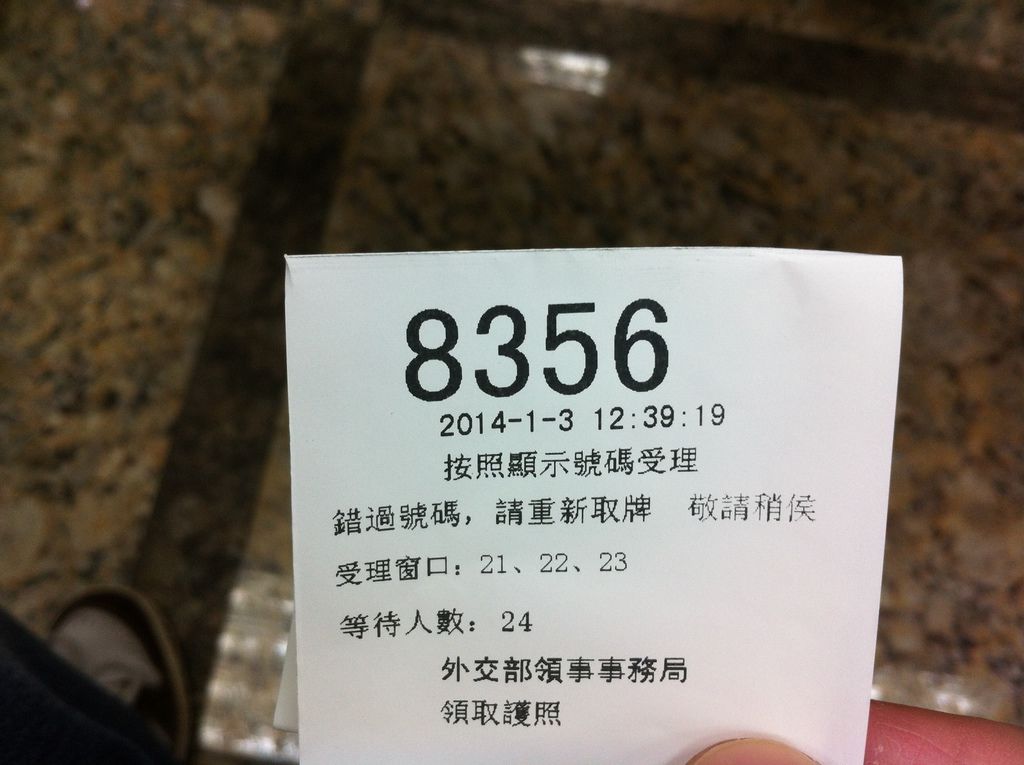 8356
2014-1-3 12:39:19
按照顯示號碼受理
錯過號碼, 請重新取牌 敬請稍侯
受理窗口: 21、22、23
等待人數: 24
外交部領事事務局
領取護照